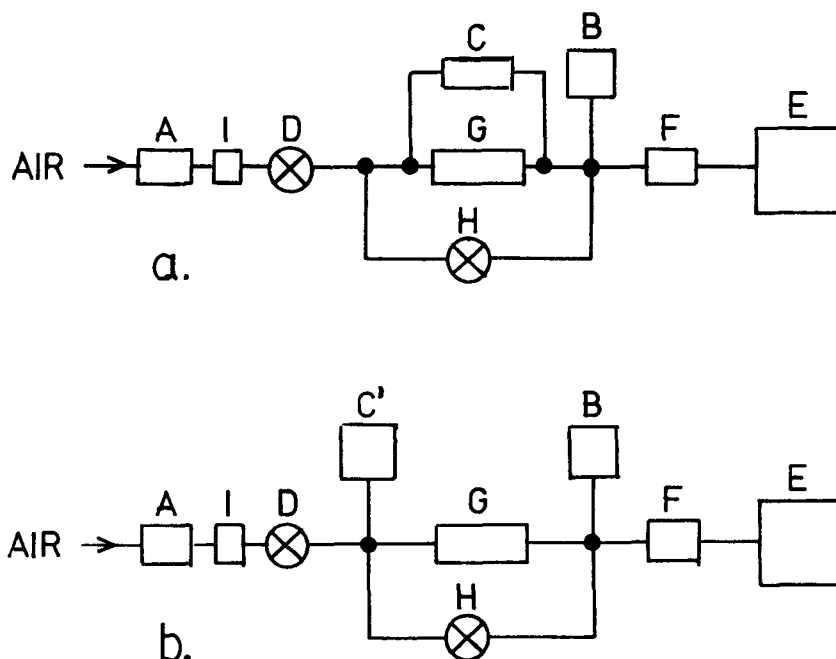 C B
A I D G F E
AIR
H
a.
C' B
A I D G F E
AIR
H
b.